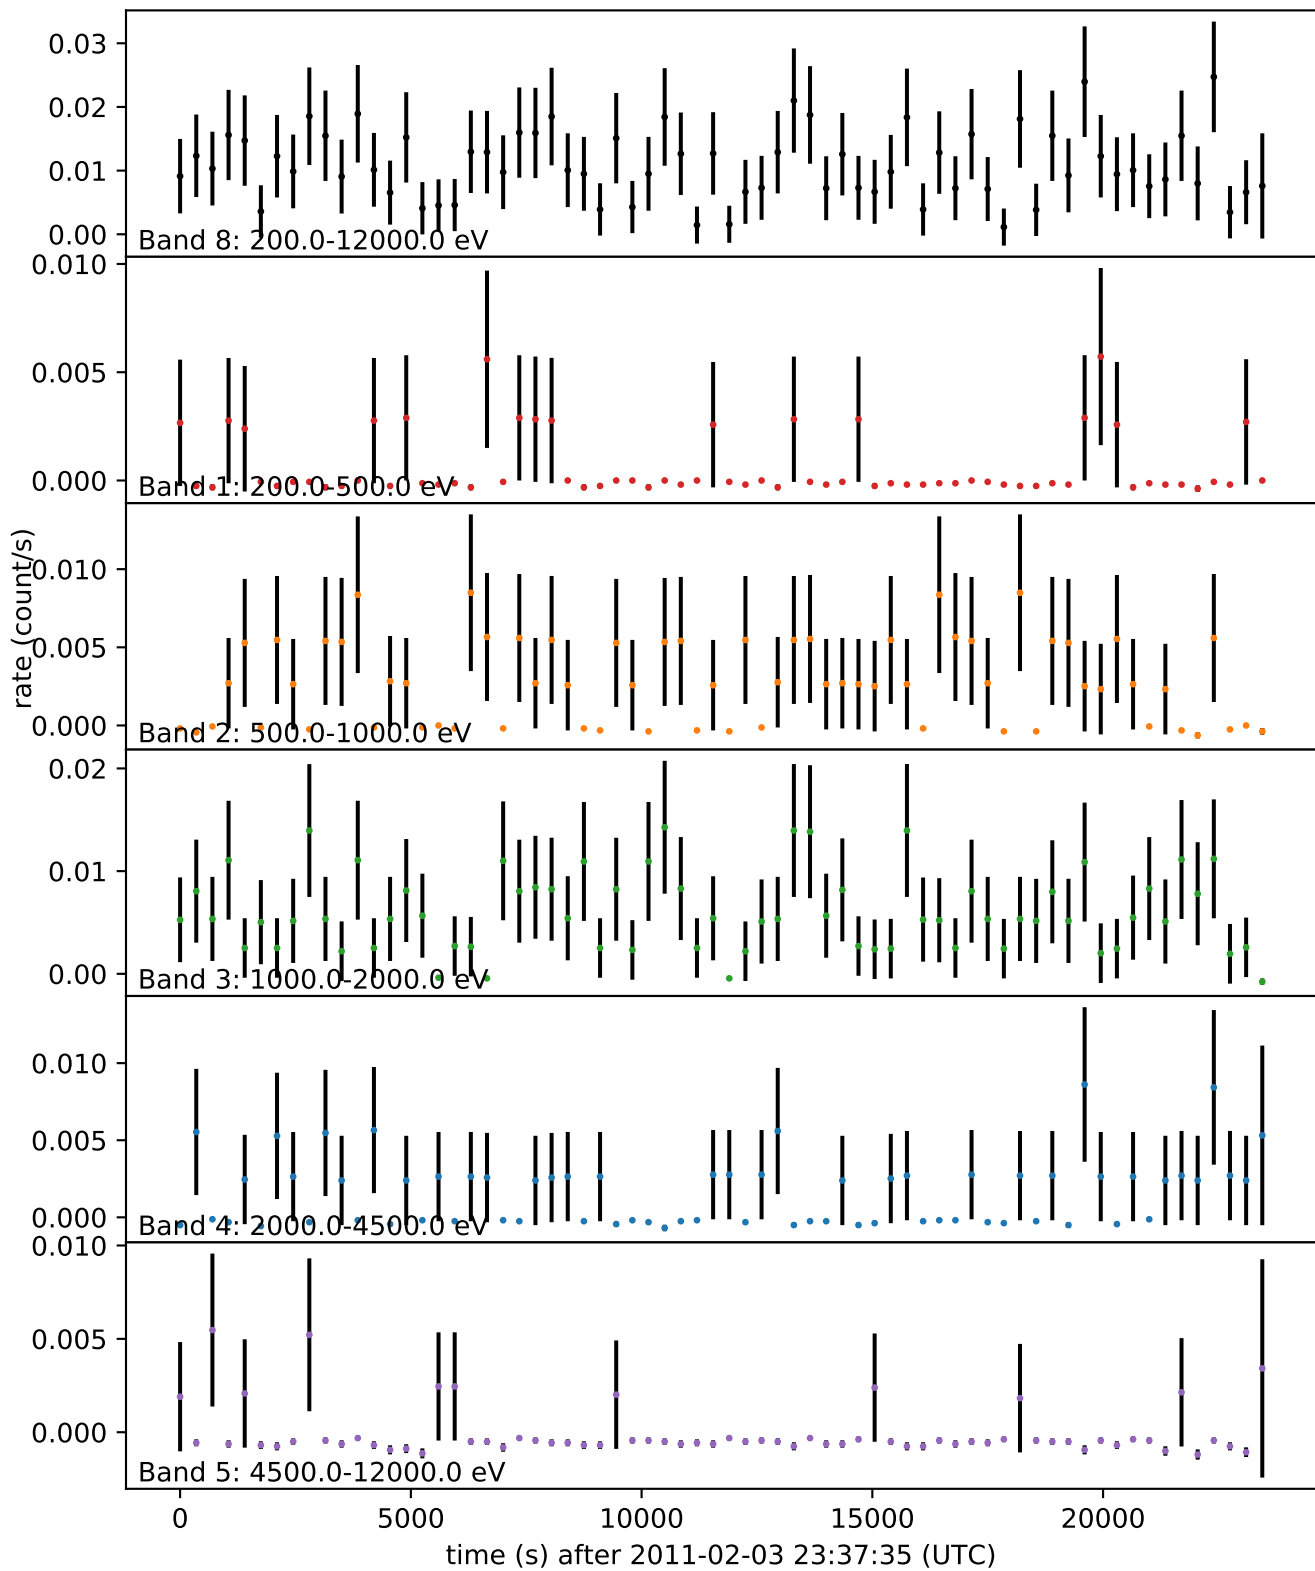 0.03
0.02
0.01
0.00
Band 8: 200.0-12000.0 eV
0.010
0.005
0.000
Band 1: 200.0-500.0 eV
rate (count/s)
0.010
0.005
0.000
Band 2: 500.0-1000.0 eV
0.02
0.01
0.00
Band 3: 1000.0-2000.0 eV
0.010
0.005
0.000
Band 4: 2000.0-4500.0 eV
0.010
0.005
0.000
Band 5: 4500.0-12000.0 eV
0 5000 10000 15000 20000
time (s) after 2011-02-03 23:37:35 (UTC)